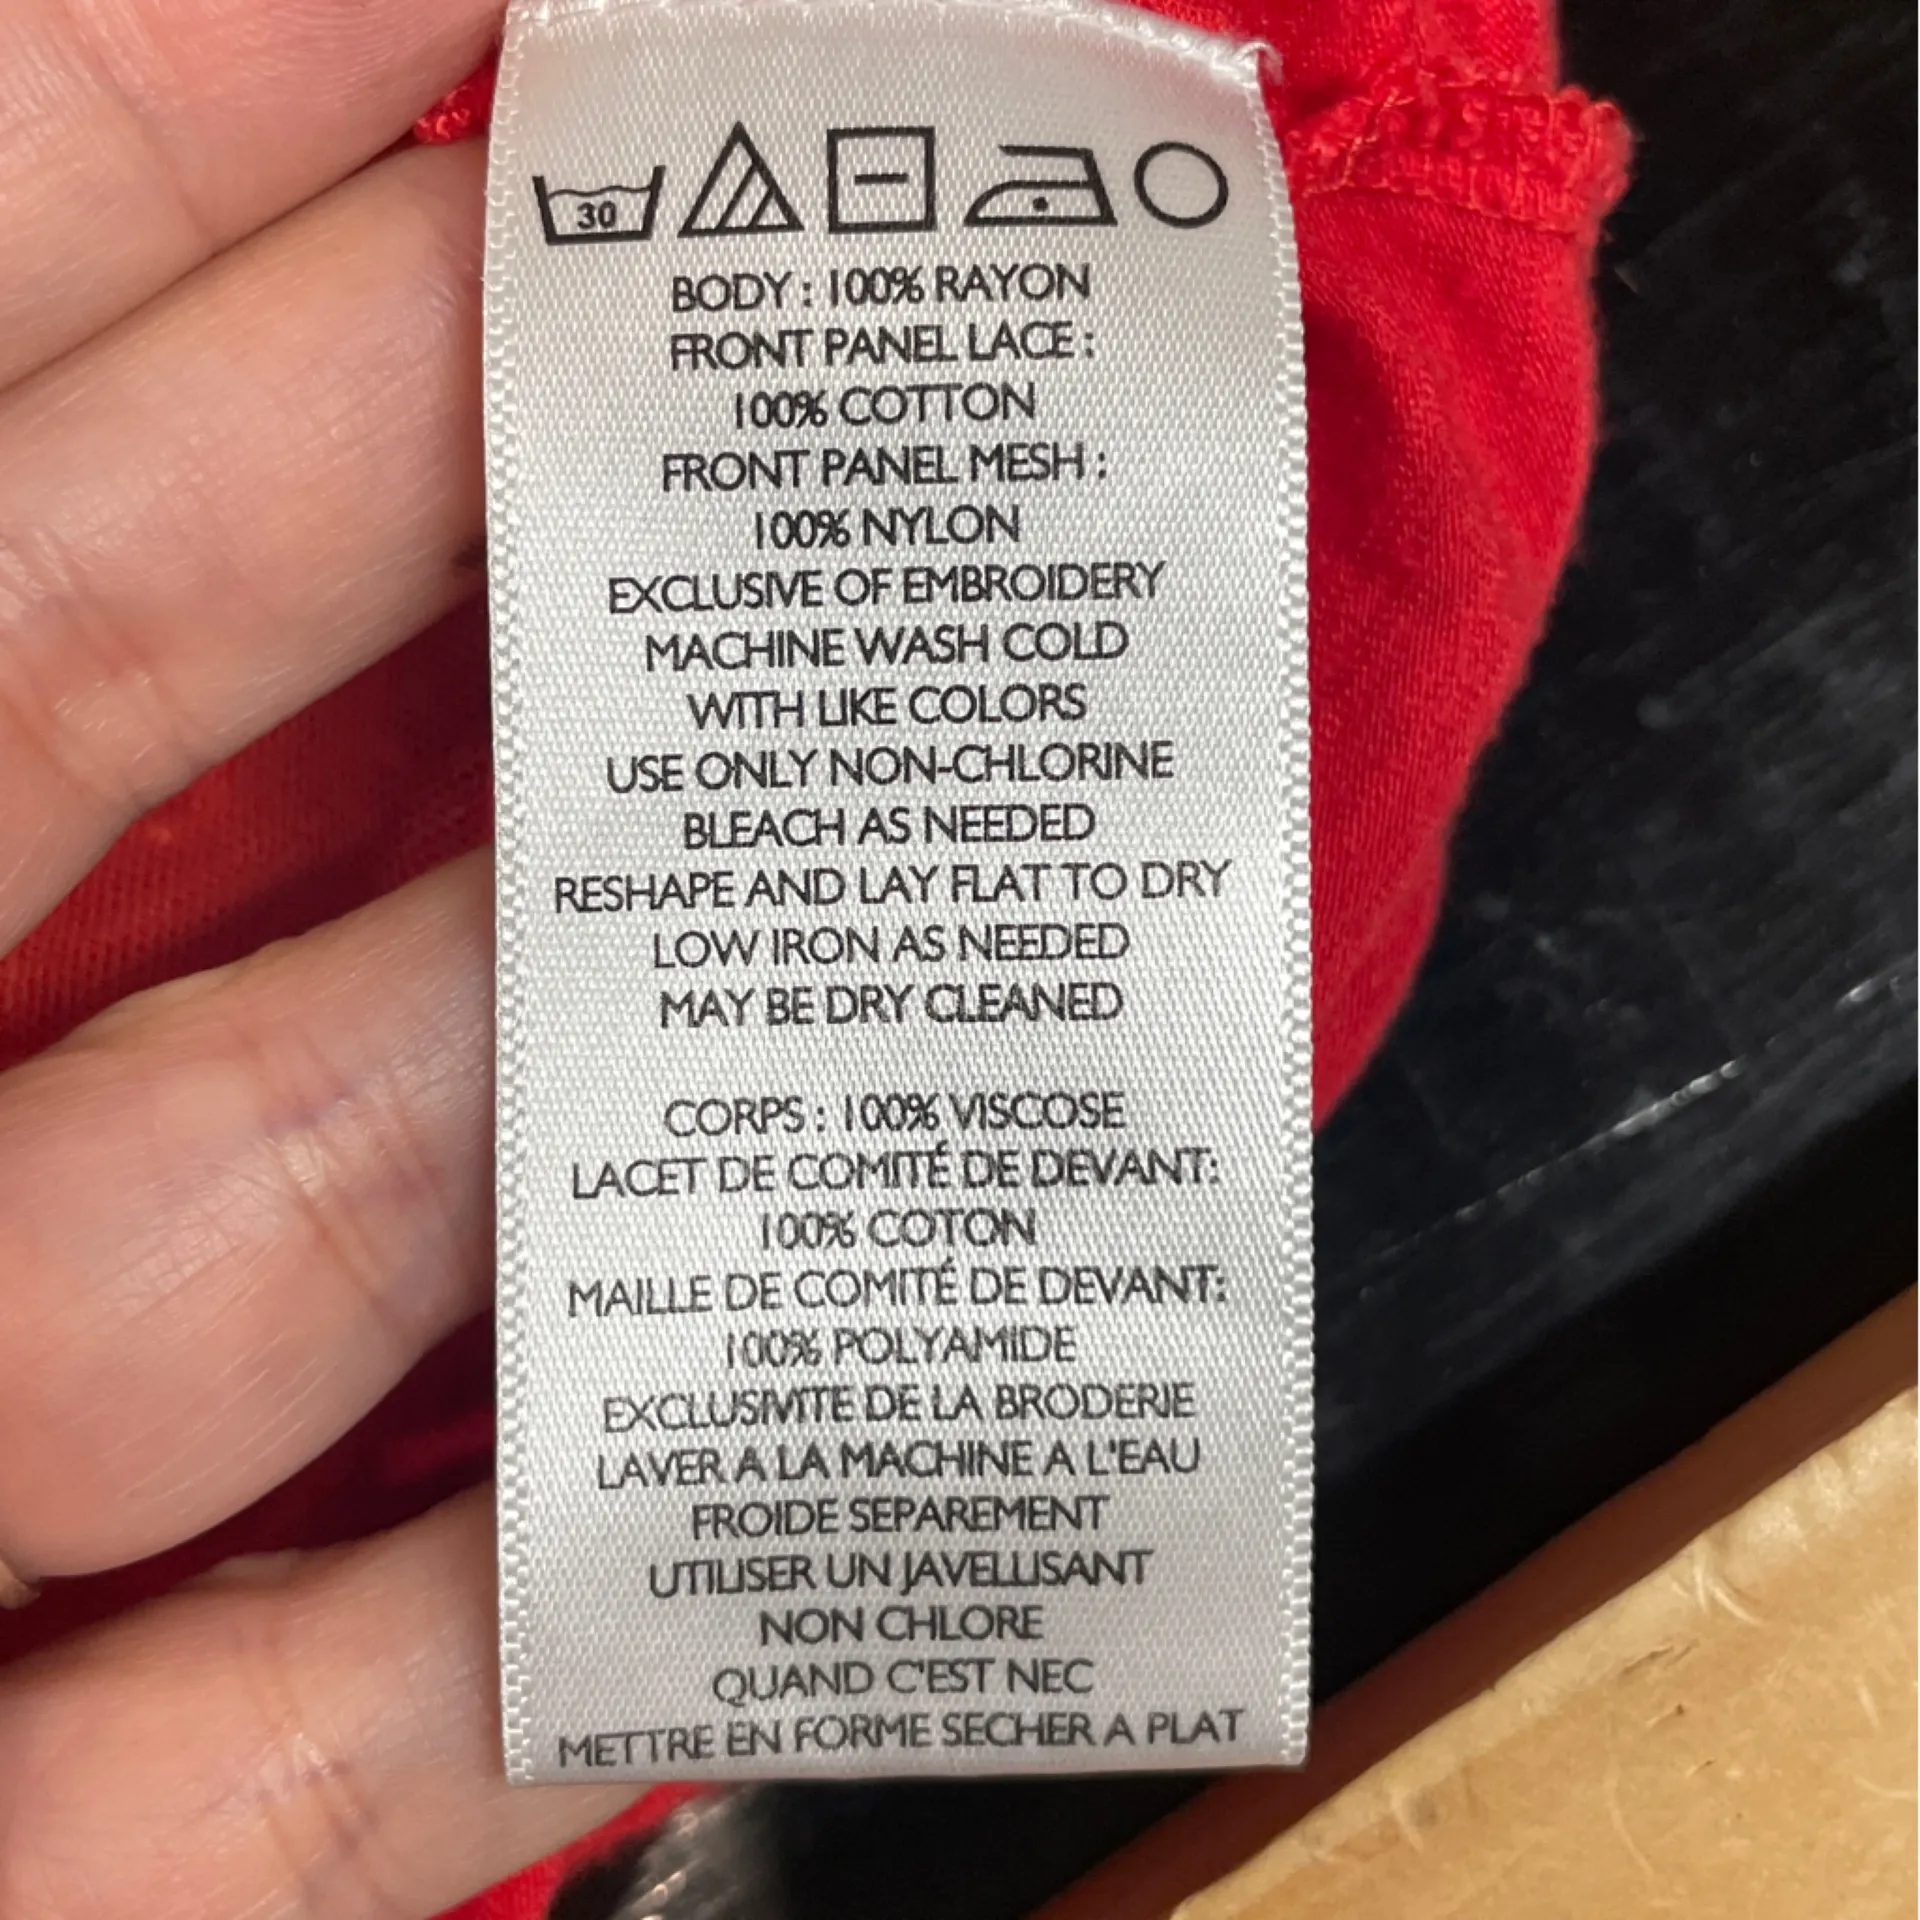 30
BODY : 100% RAYON
FRONT PANEL LACE :
100% COTTON
FRONT PANEL MESH :
100% NYLON
EXCLUSIVE OF EMBROIDERY
MACHINE WASH COLD
WITH LIKE COLORS
USE ONLY NON-CHLORINE
BLEACH AS NEEDED
RESHAPE AND LAY FLAT TO DRY
LOW IRON AS NEEDED
MAY BE DRY CLEANED
CORPS : 100% VISCOSE
LACET DE COMITÉ DE DEVANT:
100% COTON
MAILLE DE COMITÉ DE DEVANT:
100% POLYAMIDE
EXCLUSIVITE DE LA BRODERIE
LAVER A LA MACHINE A L'EAU
FROIDE SEPAREMENT
UTILISER UN JAVELLISANT
NON CHLORE
QUAND C'EST NEC
METTRE EN FORME SECHER A PLAT